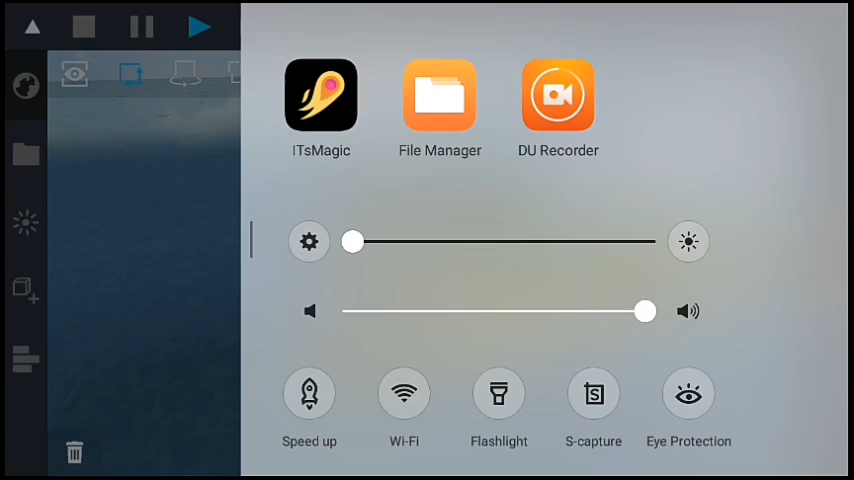 ITsMagic
File Manager
DU Recorder
Speed up
Wi-Fi
Flashlight
S-capture
Eye Protection